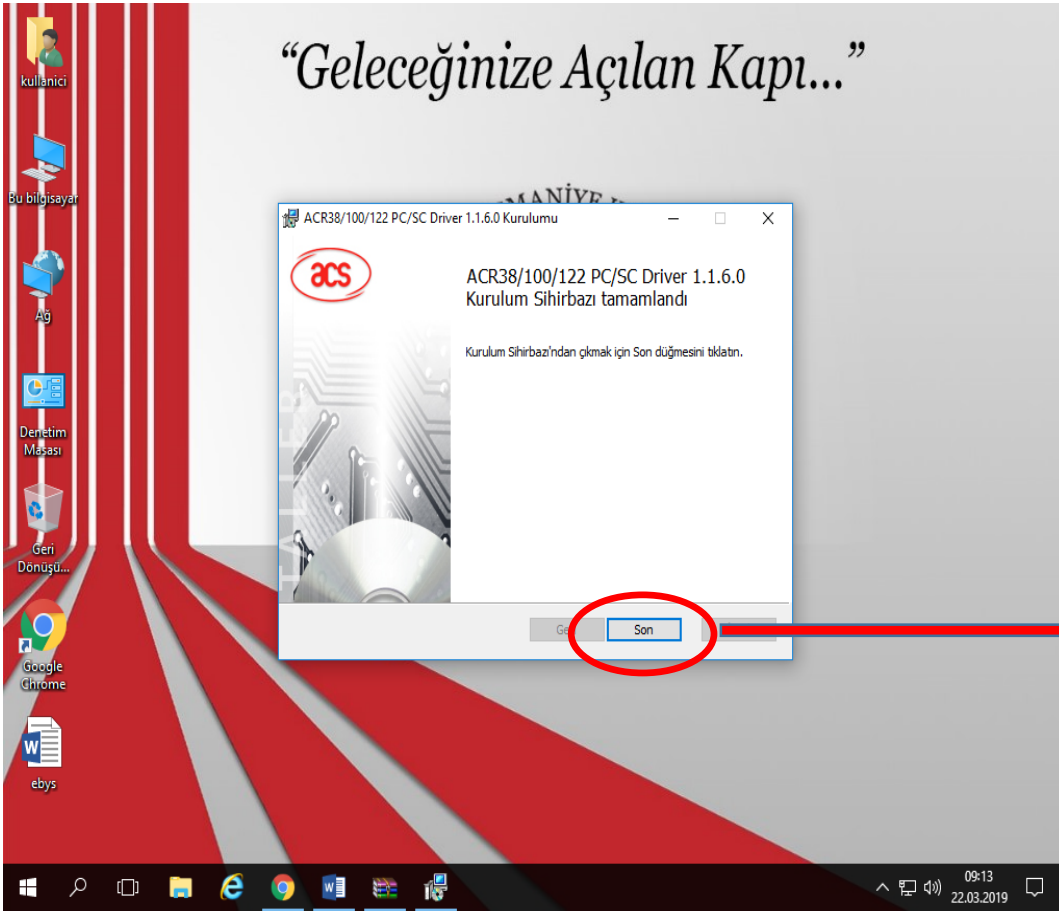 “Geleceğinize Açılan Kapı...”
kullanici
Bu bilgisayar
Ağ
Denetim
Masası
Geri
Dönüşü...
Google
Chrome
ebys
ACR38/100/122 PC/SC Driver 1.1.6.0 Kurulumu
acs
ACR38/100/122 PC/SC Driver 1.1.6.0
Kurulum Sihirbazı tamamlandı
Kurulum Sihirbazı'ndan çıkmak için Son düğmesini tıklatın.
Son
09:13
22.03.2019